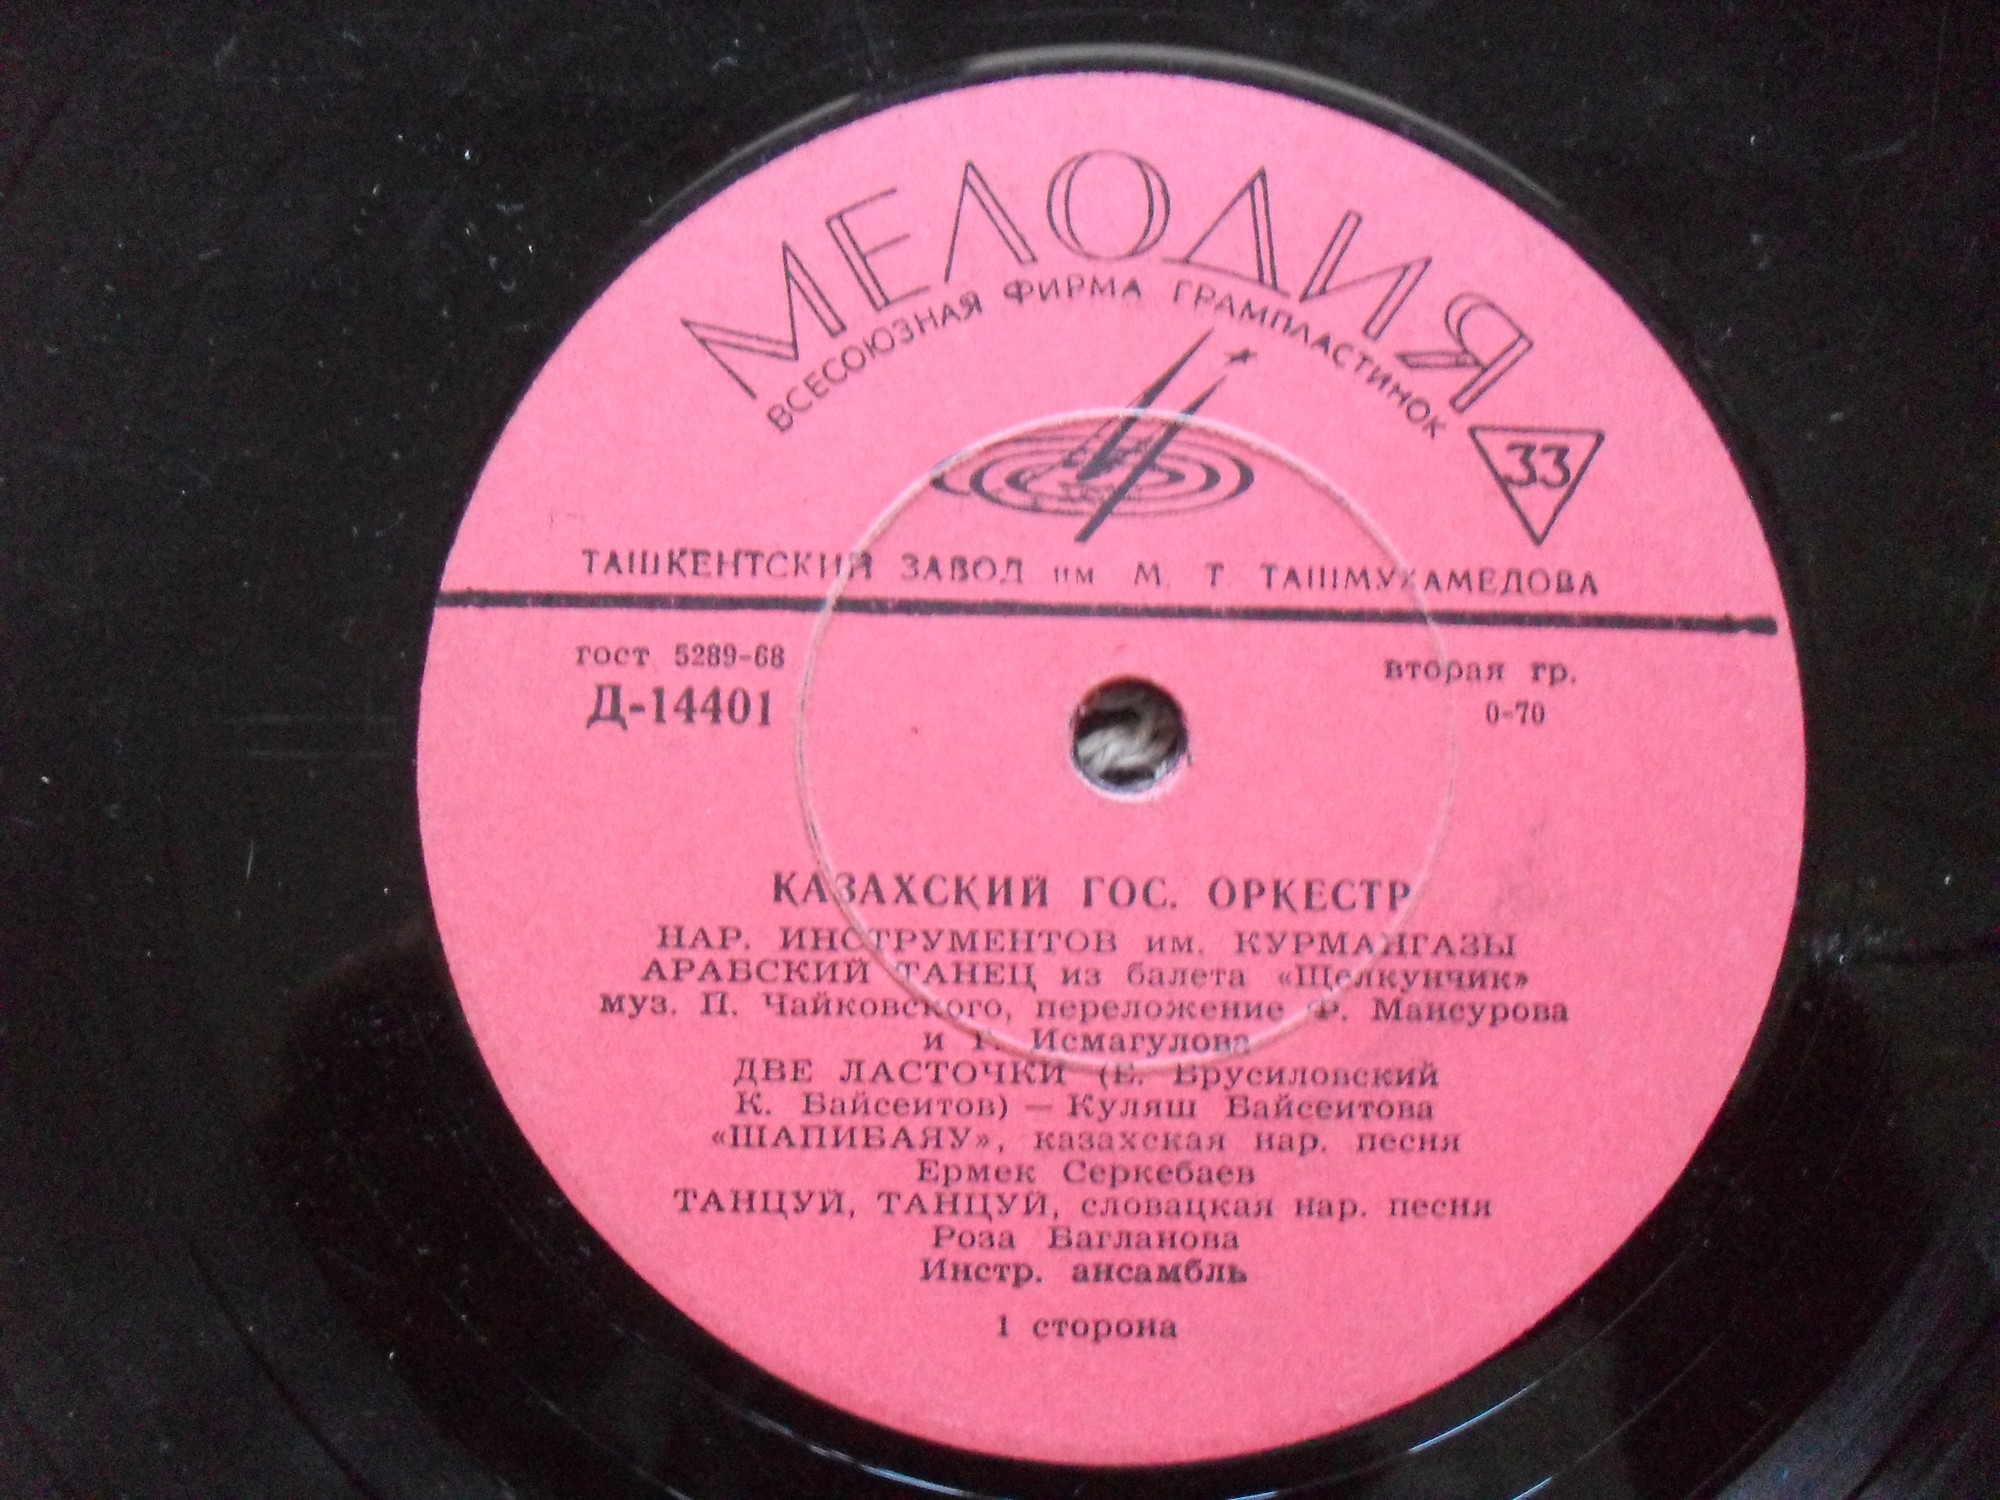 МЕЛОДИЯ
ВСЕСОЮЗНАЯ ФИРМА ГРАМПЛАСТИНОК
33
ТАШКЕНТСКИЙ ЗАВОД им М. Т. ТАШМУХАМЕДОВА
гост 5289-68
вторая гр.
Д-14401
0-70
КАЗАХСКИЙ ГОС. ОРКЕСТР
НАР. ИНСТРУМЕНТОВ им. КУРМАНГАЗЫ
АРАБСКИЙ ТАНЕЦ из балета «Щелкунчик»
муз. П. Чайковского, переложение Ф. Мансурова
и Исмагулова
ДВЕ ЛАСТОЧКИ (Е. Брусиловский
К. Байсеитов) — Куляш Байсеитова
«ШАПИБАЯУ», казахская нар. песня
Ермек Серкебаев
ТАНЦУЙ, ТАНЦУЙ, словацкая нар. песня
Роза Багланова
Инстр. ансамбль
1 сторона